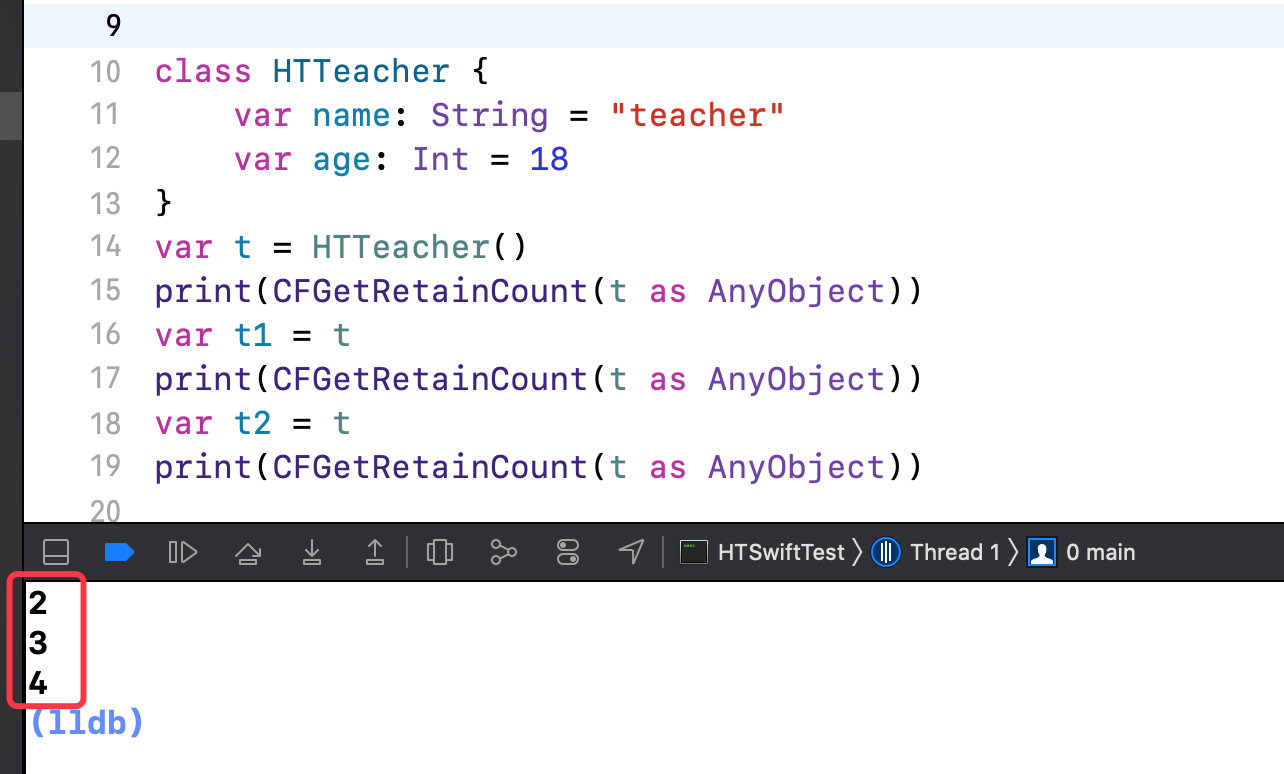 9
10 class HTTeacher {
11     var name: String = "teacher"
12     var age: Int = 18
13 }
14 var t = HTTeacher()
15 print(CFGetRetainCount(t as AnyObject))
16 var t1 = t
17 print(CFGetRetainCount(t as AnyObject))
18 var t2 = t
19 print(CFGetRetainCount(t as AnyObject))
20
HTSwiftTest 〉 Thread 1 〉 0 main
2
3
4
(lldb)